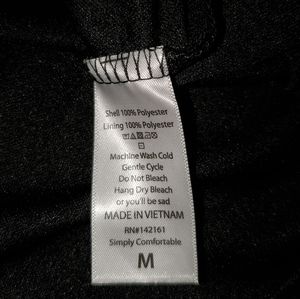 Shell 100% Polyester
Lining 100% Polyester
Machine Wash Cold
Gentle Cycle
Do Not Bleach
Hang Dry Bleach
or you'll be sad
MADE IN VIETNAM
RN#142161
Simply Comfortable
M